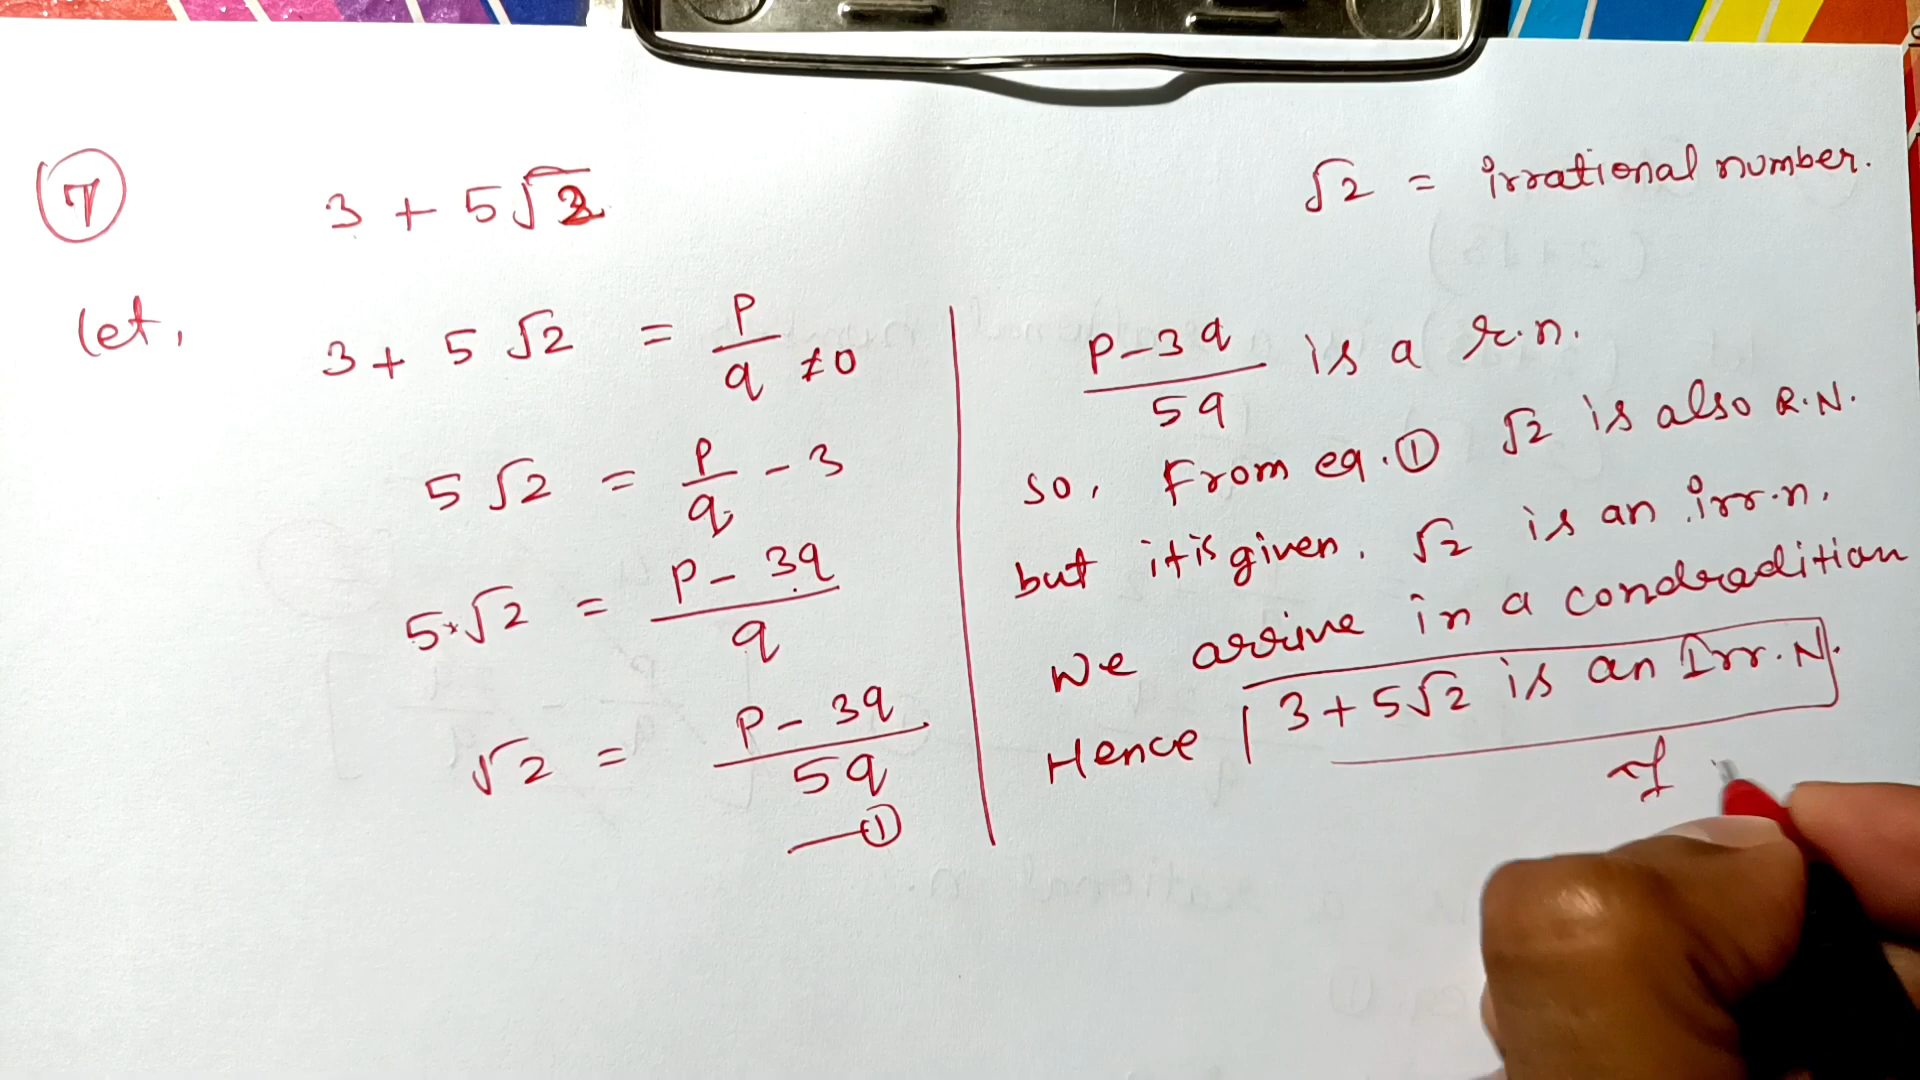 7 3 + 5√2
√2 = irrational number.
let, 3 + 5√2 = P/q ≠0
5√2 = P/q - 3
5×√2 = P - 3q / q
√2 = P - 3q / 5q
—①
P - 3q / 5q is a r.n.
so, From eq. ① √2 is also R.N.
but it is given. √2 is an irr.n.
We arrive in a condradition
Hence 3+5√2 is an Irr.N.